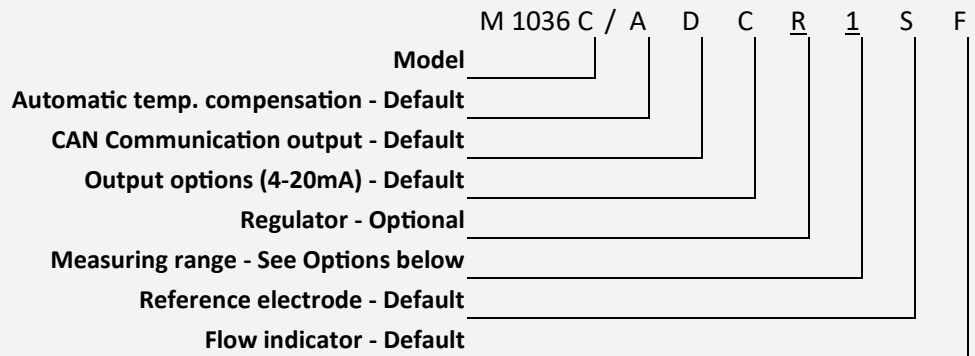 M 1036 C / A D C R 1 S F
Model
Automatic temp. compensation - Default
CAN Communication output - Default
Output options (4-20mA) - Default
Regulator - Optional
Measuring range - See Options below
Reference electrode - Default
Flow indicator - Default